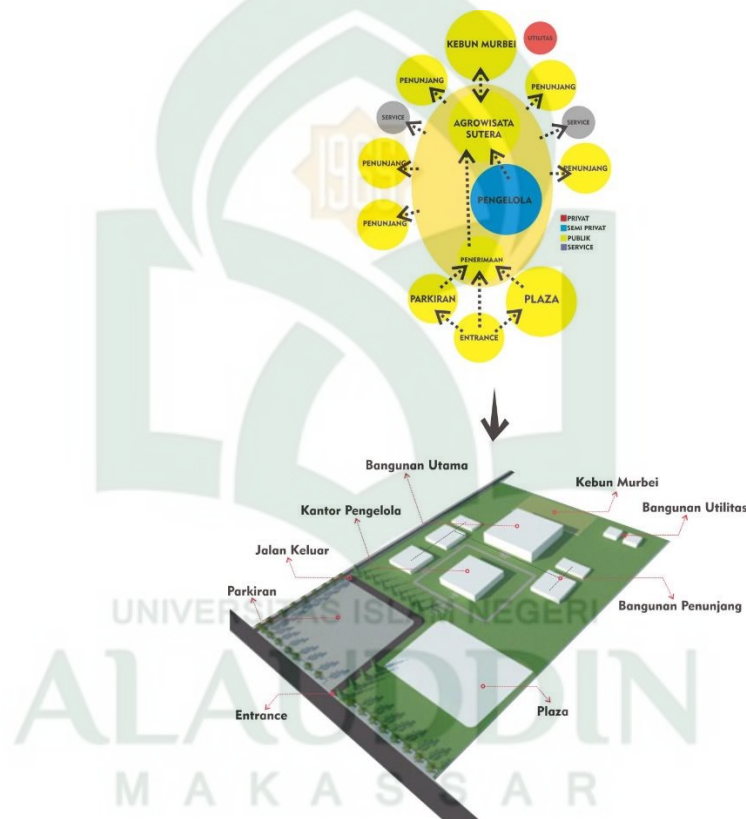 KEBUN MURBEI
UTILITAS
PENUNJANG
PENUNJANG
SERVICE
AGROWISATA
SUTERA
SERVICE
1965
PENUNJANG
PENUNJANG
PENGELOLA
PENUNJANG
PRIVAT
SEMI PRIVAT
PUBLIK
SERVICE
PENERIMAAN
PARKIRAN
PLAZA
ENTRANCE
Bangunan Utama
Kebun Murbei
Kantor Pengelola
Bangunan Utilitas
Jalan Keluar
Parkiran
Bangunan Penunjang
UNIVERSITAS ISLAM NEGERI
ALAUDDIN
Entrance
Plaza
MAKASSAR